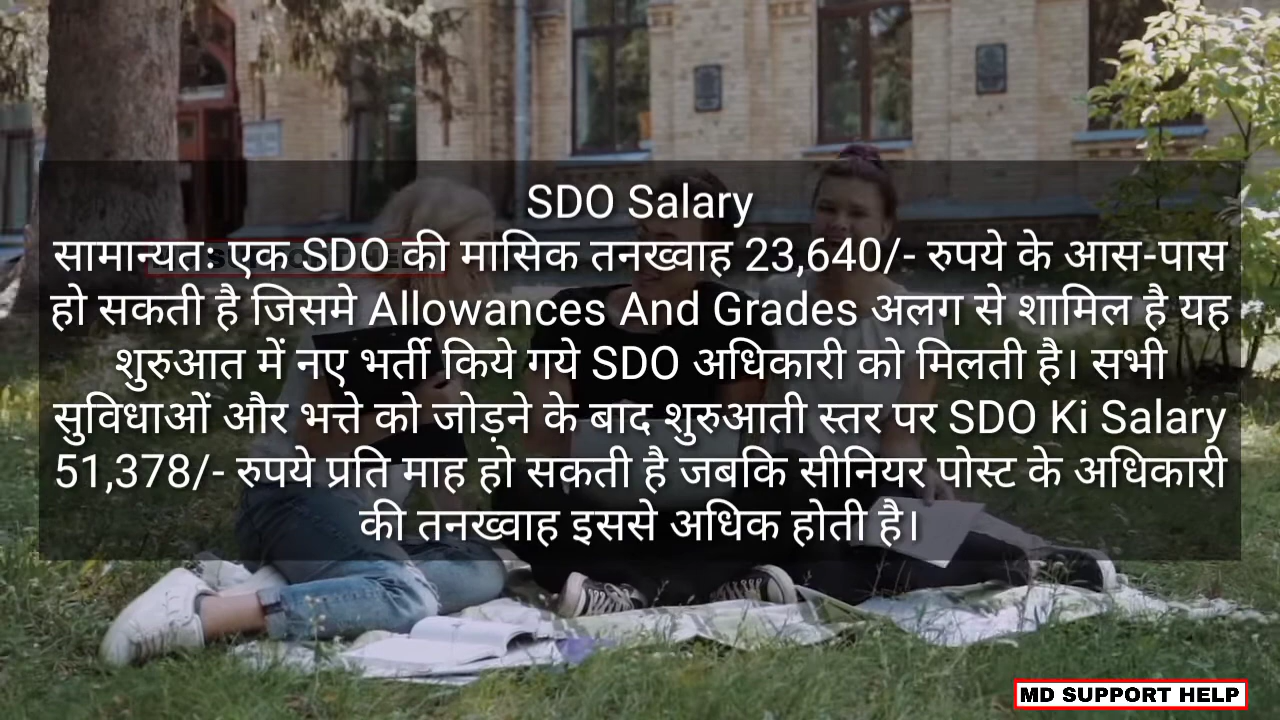 SDO Salary
सामान्यतः एक SDO की मासिक तनख्वाह 23,640/- रुपये के आस-पास
हो सकती है जिसमे Allowances And Grades अलग से शामिल है यह
शुरुआत में नए भर्ती किये गये SDO अधिकारी को मिलती है। सभी
सुविधाओं और भत्ते को जोड़ने के बाद शुरुआती स्तर पर SDO Ki Salary
51,378/- रुपये प्रति माह हो सकती है जबकि सीनियर पोस्ट के अधिकारी
की तनख्वाह इससे अधिक होती है।
MD SUPPORT HELP